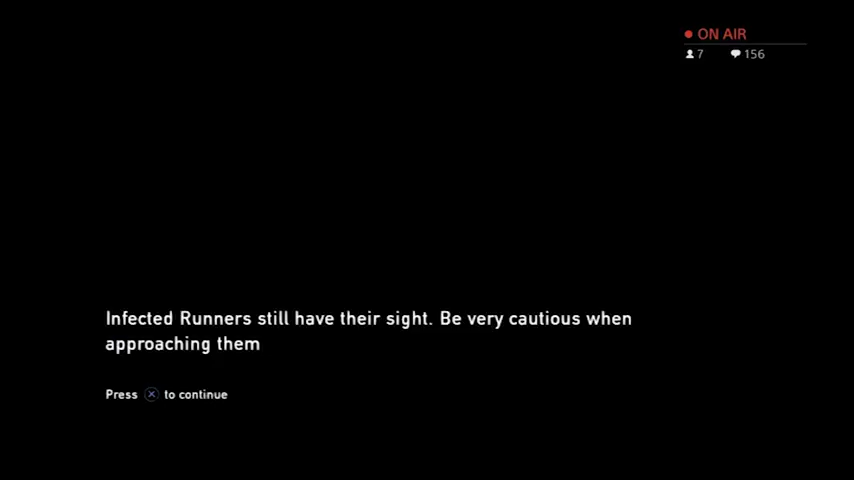 ON AIR
7 156
Infected Runners still have their sight. Be very cautious when
approaching them
Press to continue